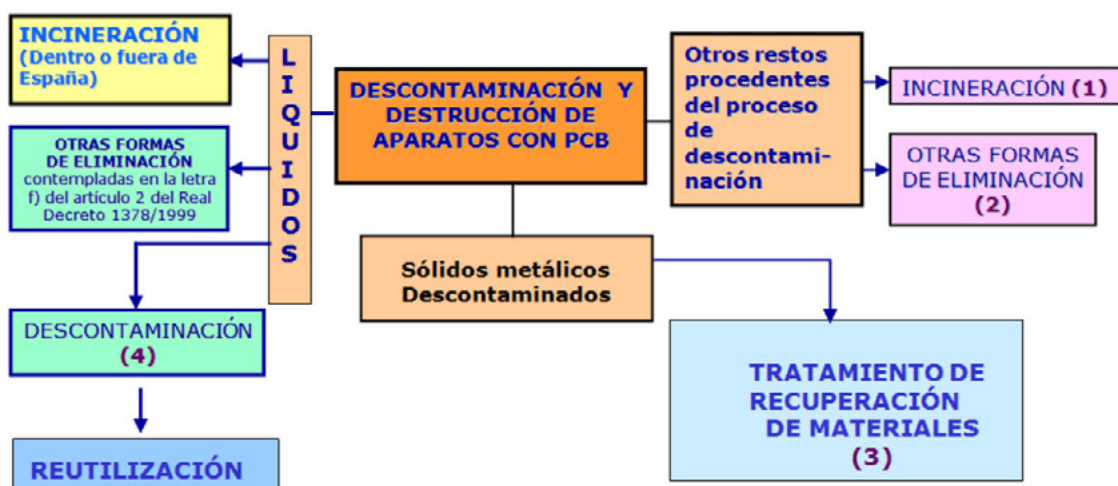 INCINERACIÓN
(Dentro o fuera de
España)
OTRAS FORMAS
DE ELIMINACIÓN
contempladas en la letra
f) del artículo 2 del Real
Decreto 1378/1999
DESCONTAMINACIÓN
(4)
REUTILIZACIÓN
L
I
Q
U
I
D
O
S
DESCONTAMINACIÓN Y
DESTRUCCIÓN DE
APARATOS CON PCB
Sólidos metálicos
Descontaminados
Otros restos
procedentes
del proceso
de
descontami-
nación
INCINERACIÓN (1)
OTRAS FORMAS
DE ELIMINACIÓN
(2)
TRATAMIENTO DE
RECUPERACIÓN
DE MATERIALES
(3)